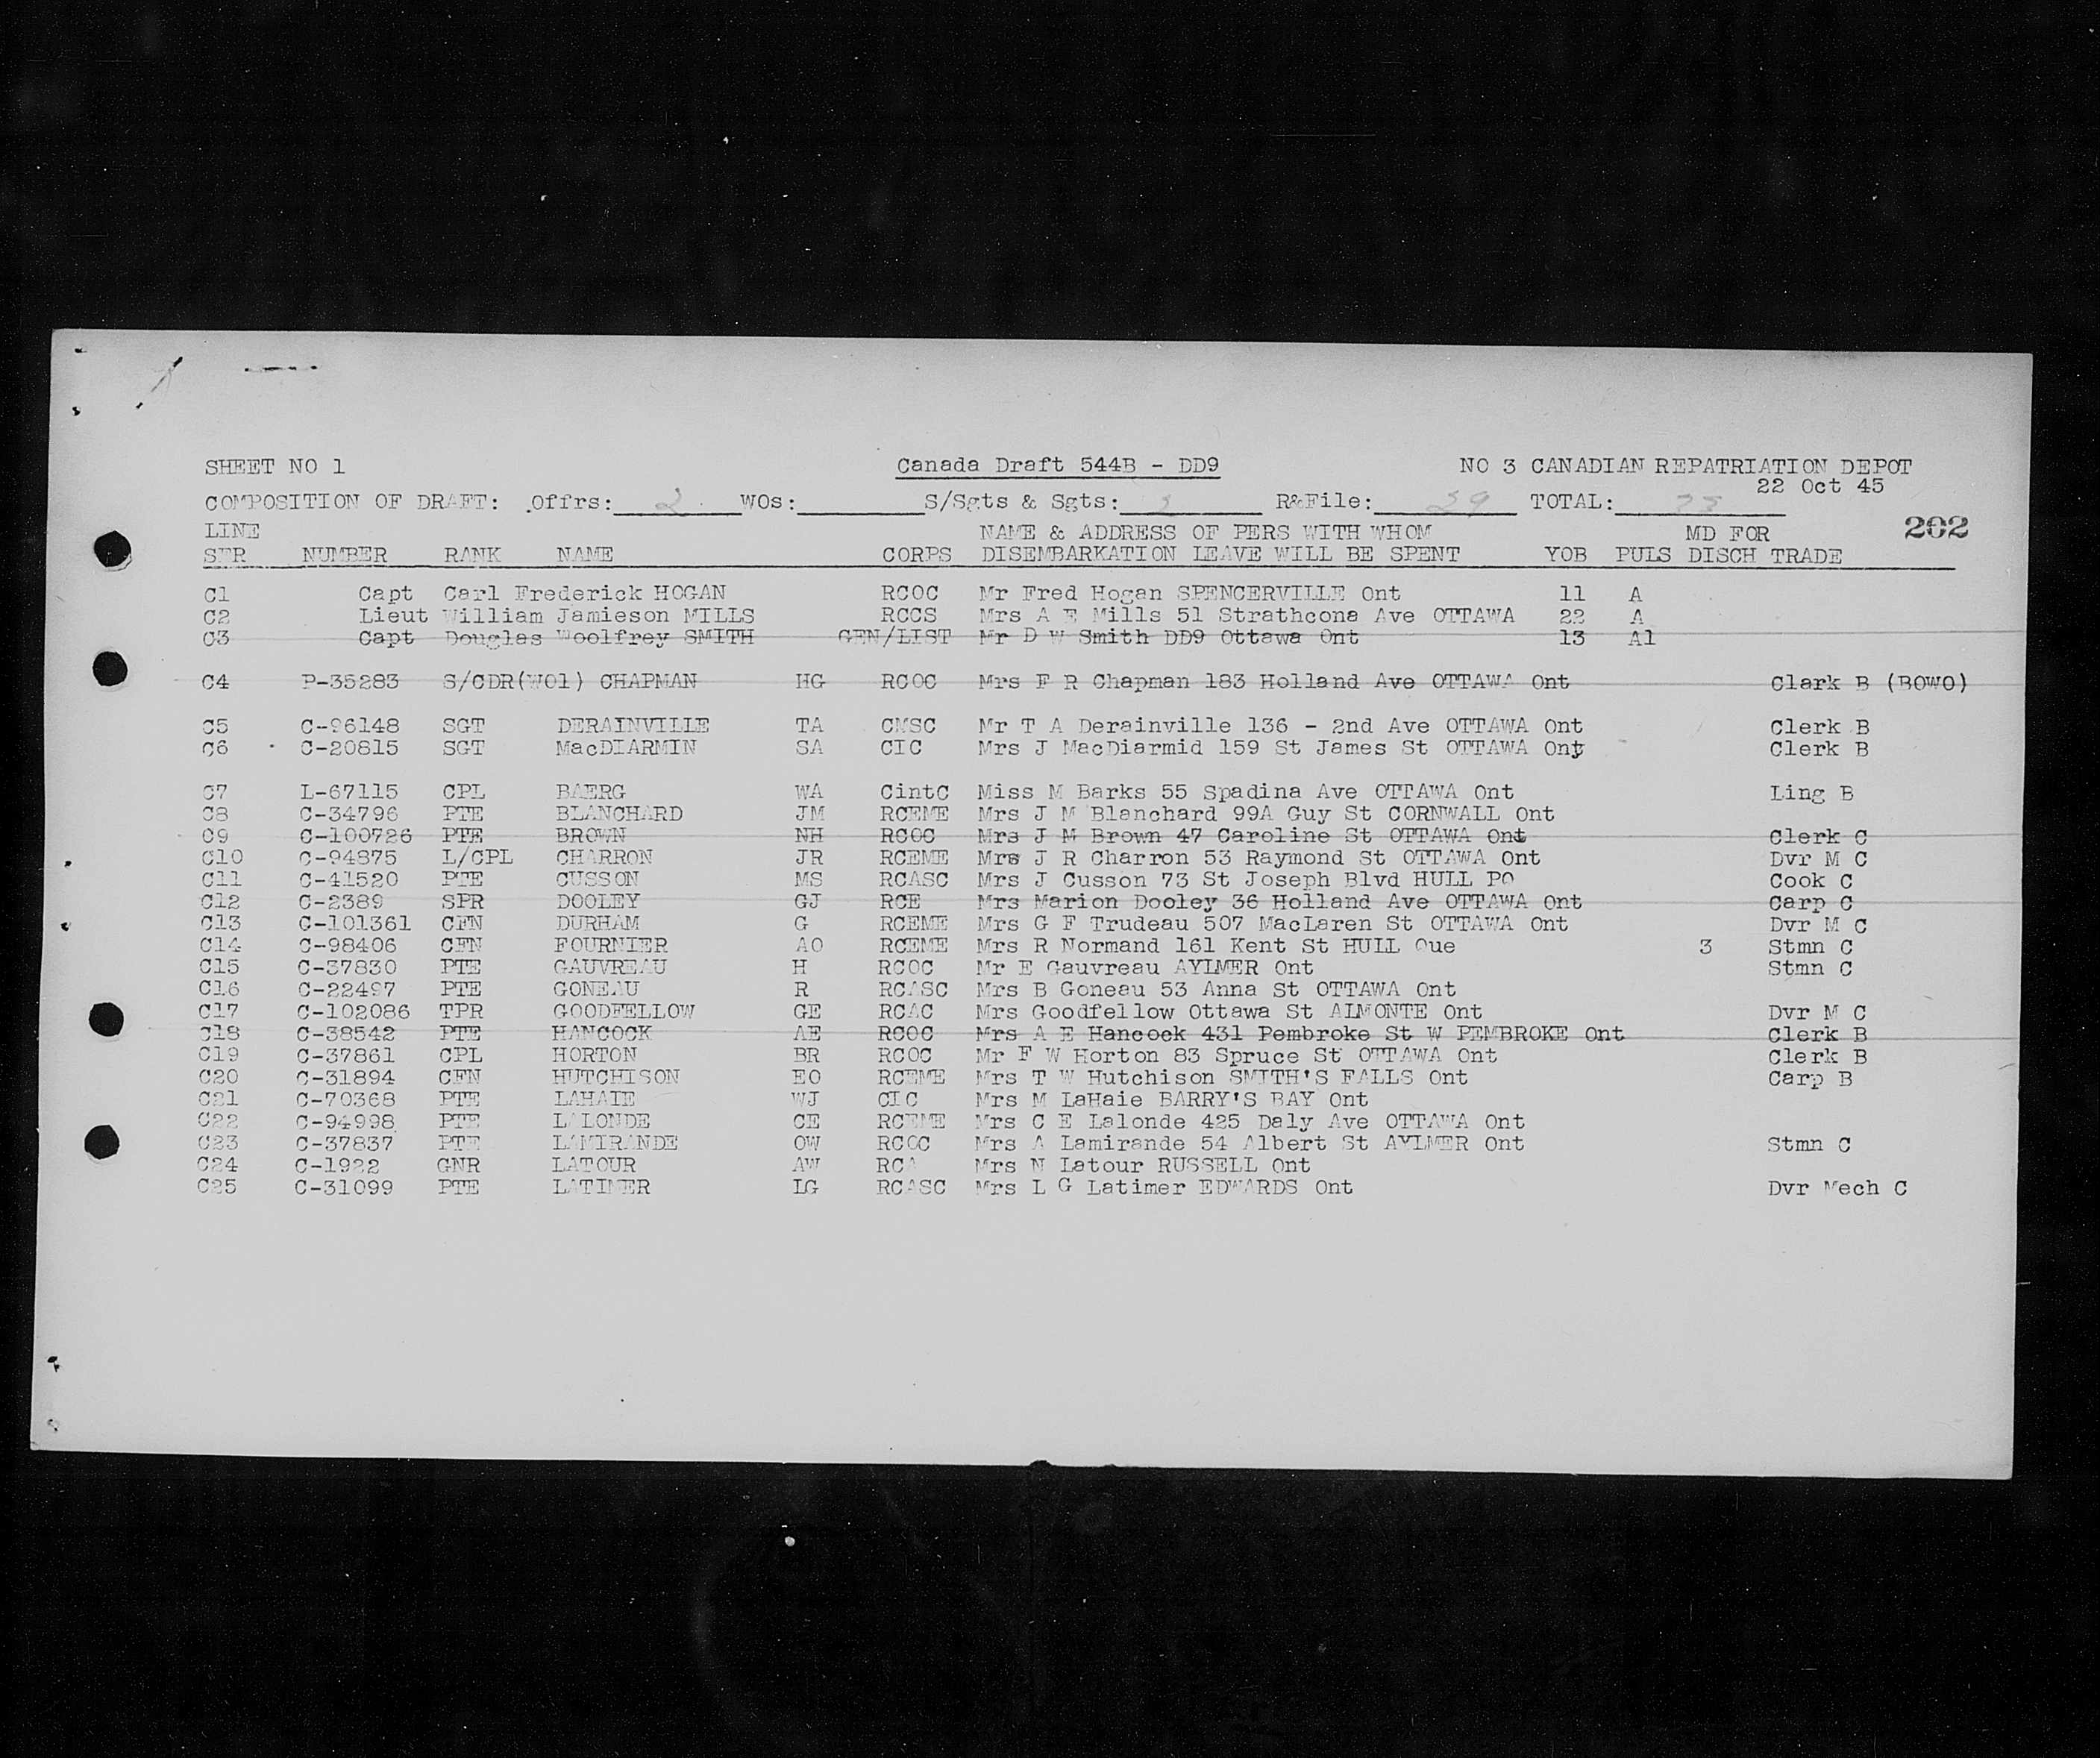 SHEET NO 1 Canada Draft 544B - DD9 NO 3 CANADIAN REPATRIATION DEPOT
22 Oct 45
COMPOSITION OF DRAFT: Offrs: 2 WOs: S/Sgts & Sgts: R&File: TOTAL:
LINE NAME & ADDRESS OF PERS WITH WHOM MD FOR 202
STR NUMBER RANK NAME CORPS DISEMBARKATION LEAVE WILL BE SPENT YOB PULS DISCH TRADE
C1 Capt Carl Frederick HOGAN RCOC Mr Fred Hogan SPENCERVILLE Ont 11 A
C2 Lieut William Jamieson MILLS RCCS Mrs A E Mills 51 Strathcona Ave OTTAWA 22 A
C3 Capt Douglas Woolfrey SMITH GEN/LIST Mr D W Smith DD9 Ottawa Ont 13 A1
C4 P-35283 S/CDR(WO1) CHAPMAN HG RCOC Mrs F R Chapman 183 Holland Ave OTTAWA Ont Clark B (BOWO)
C5 C-96148 SGT DERAINVILLE TA CMSC Mr T A Derainville 136 - 2nd Ave OTTAWA Ont Clerk B
C6 C-20815 SGT MacDIARMIN SA CIC Mrs J MacDiarmid 159 St James St OTTAWA Ont Clerk B
C7 L-67115 CPL BAERG WA CintC Miss M Barks 55 Spadina Ave OTTAWA Ont Ling B
C8 C-34796 PTE BLANCHARD JM RCEME Mrs J M Blanchard 99A Guy St CORNWALL Ont
C9 C-100726 PTE BROWN NH RCOC Mrs J M Brown 47 Caroline St OTTAWA Ont Clerk C
C10 C-94875 L/CPL CHARRON JR RCEME Mrs J R Charron 53 Raymond St OTTAWA Ont Dvr M C
C11 C-41520 PTE CUSSON MS RCASC Mrs J Cusson 73 St Joseph Blvd HULL PQ Cook C
C12 C-2389 SPR DOOLEY GJ RCE Mrs Marion Dooley 36 Holland Ave OTTAWA Ont Carp C
C13 C-101361 CFN DURHAM G RCEME Mrs G F Trudeau 507 MacLaren St OTTAWA Ont Dvr M C
C14 C-98406 CFN FOURNIER AO RCEME Mrs R Normand 161 Kent St HULL Que 3 Stmn C
C15 C-37830 PTE GAUVREAU H RCOC Mr E Gauvreau AYLMER Ont Stmn C
C16 C-22497 PTE GONEAU R RCASC Mrs B Goneau 53 Anna St OTTAWA Ont
C17 C-102086 TPR GOODFELLOW GE RCAC Mrs Goodfellow Ottawa St ALMONTE Ont Dvr M C
C18 C-38542 PTE HANCOCK AE RCOC Mrs A E Hancock 431 Pembroke St W PEMBROKE Ont Clerk B
C19 C-37861 CPL HORTON BR RCOC Mr F W Horton 83 Spruce St OTTAWA Ont Clerk B
C20 C-31894 CFN HUTCHISON EO RCEME Mrs T W Hutchison SMITH'S FALLS Ont Carp B
C21 C-70368 PTE LAHAIE WJ CIC Mrs M LaHaie BARRY'S BAY Ont
C22 C-94998 PTE LALONDE CE RCEME Mrs C E Lalonde 425 Daly Ave OTTAWA Ont
C23 C-37837 PTE LAMIRANDE OW RCOC Mrs A Lamirande 54 Albert St AYLMER Ont Stmn C
C24 C-1922 GNR LATOUR AW RCA Mrs N Latour RUSSELL Ont
C25 C-31099 PTE LATIMER LG RCASC Mrs L G Latimer EDWARDS Ont Dvr Mech C